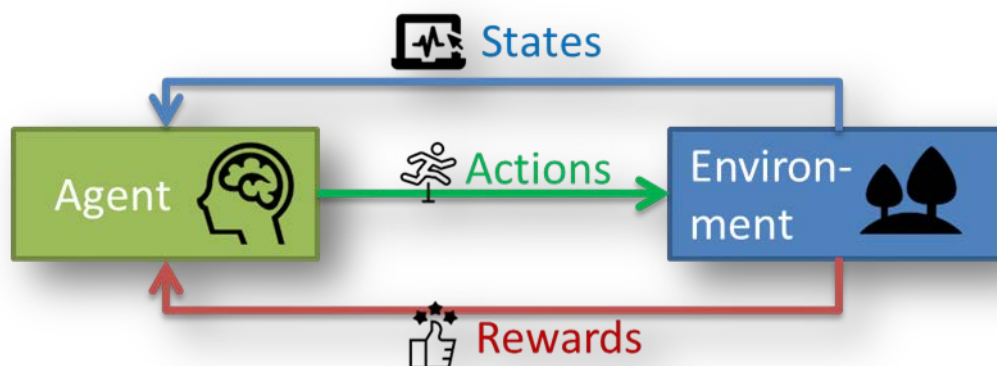 States
Agent
Actions
Environ-
ment
Rewards